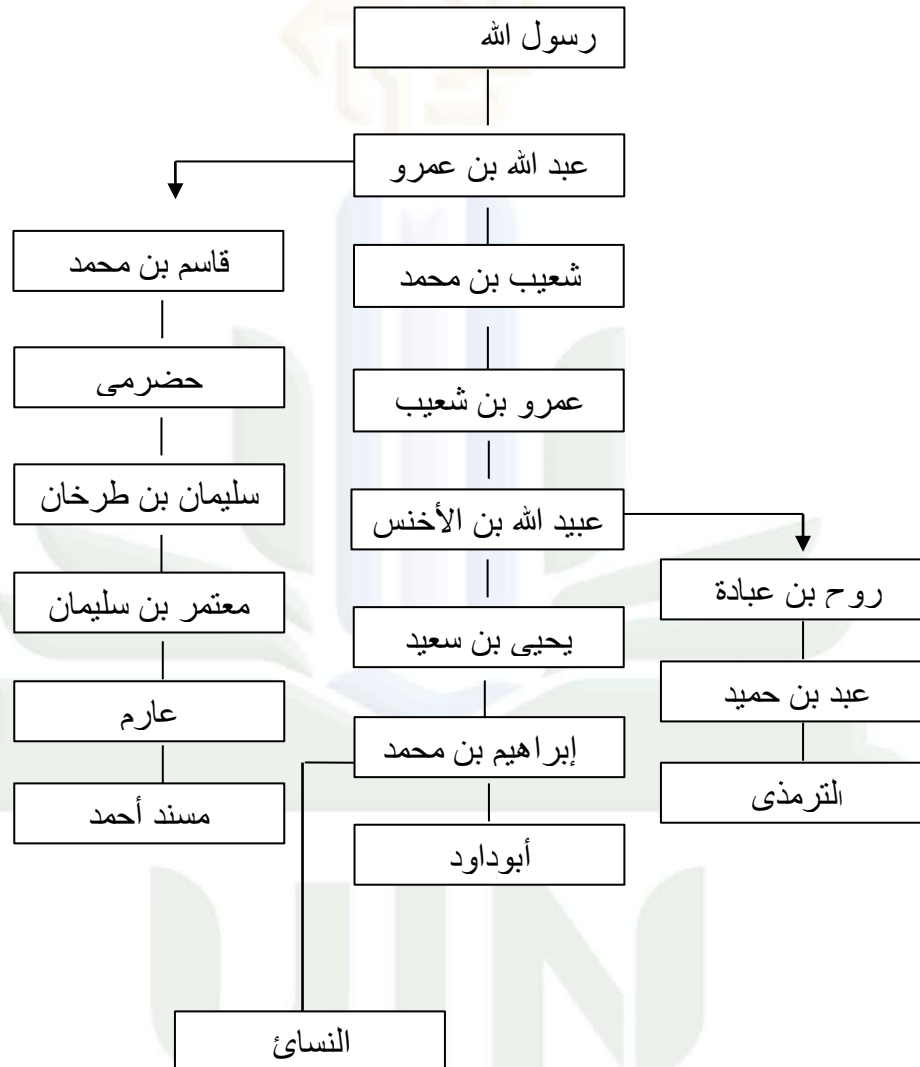 رسول الله
عبد الله بن عمرو
قاسم بن محمد
شعيب بن محمد
حضرمى
عمرو بن شعيب
سليمان بن طرخان
عبيد الله بن الأخنس
معتمر بن سليمان
روح بن عبادة
يحيى بن سعيد
عارم
عبد بن حميد
إبراهيم بن محمد
مسند أحمد
الترمذى
أبوداود
النسائ
UIN